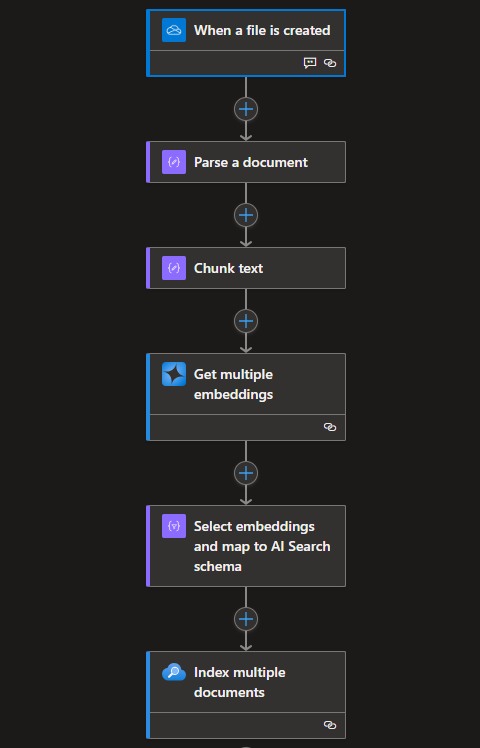 When a file is created
Parse a document
Chunk text
Get multiple
embeddings
Select embeddings
and map to AI Search
schema
Index multiple
documents